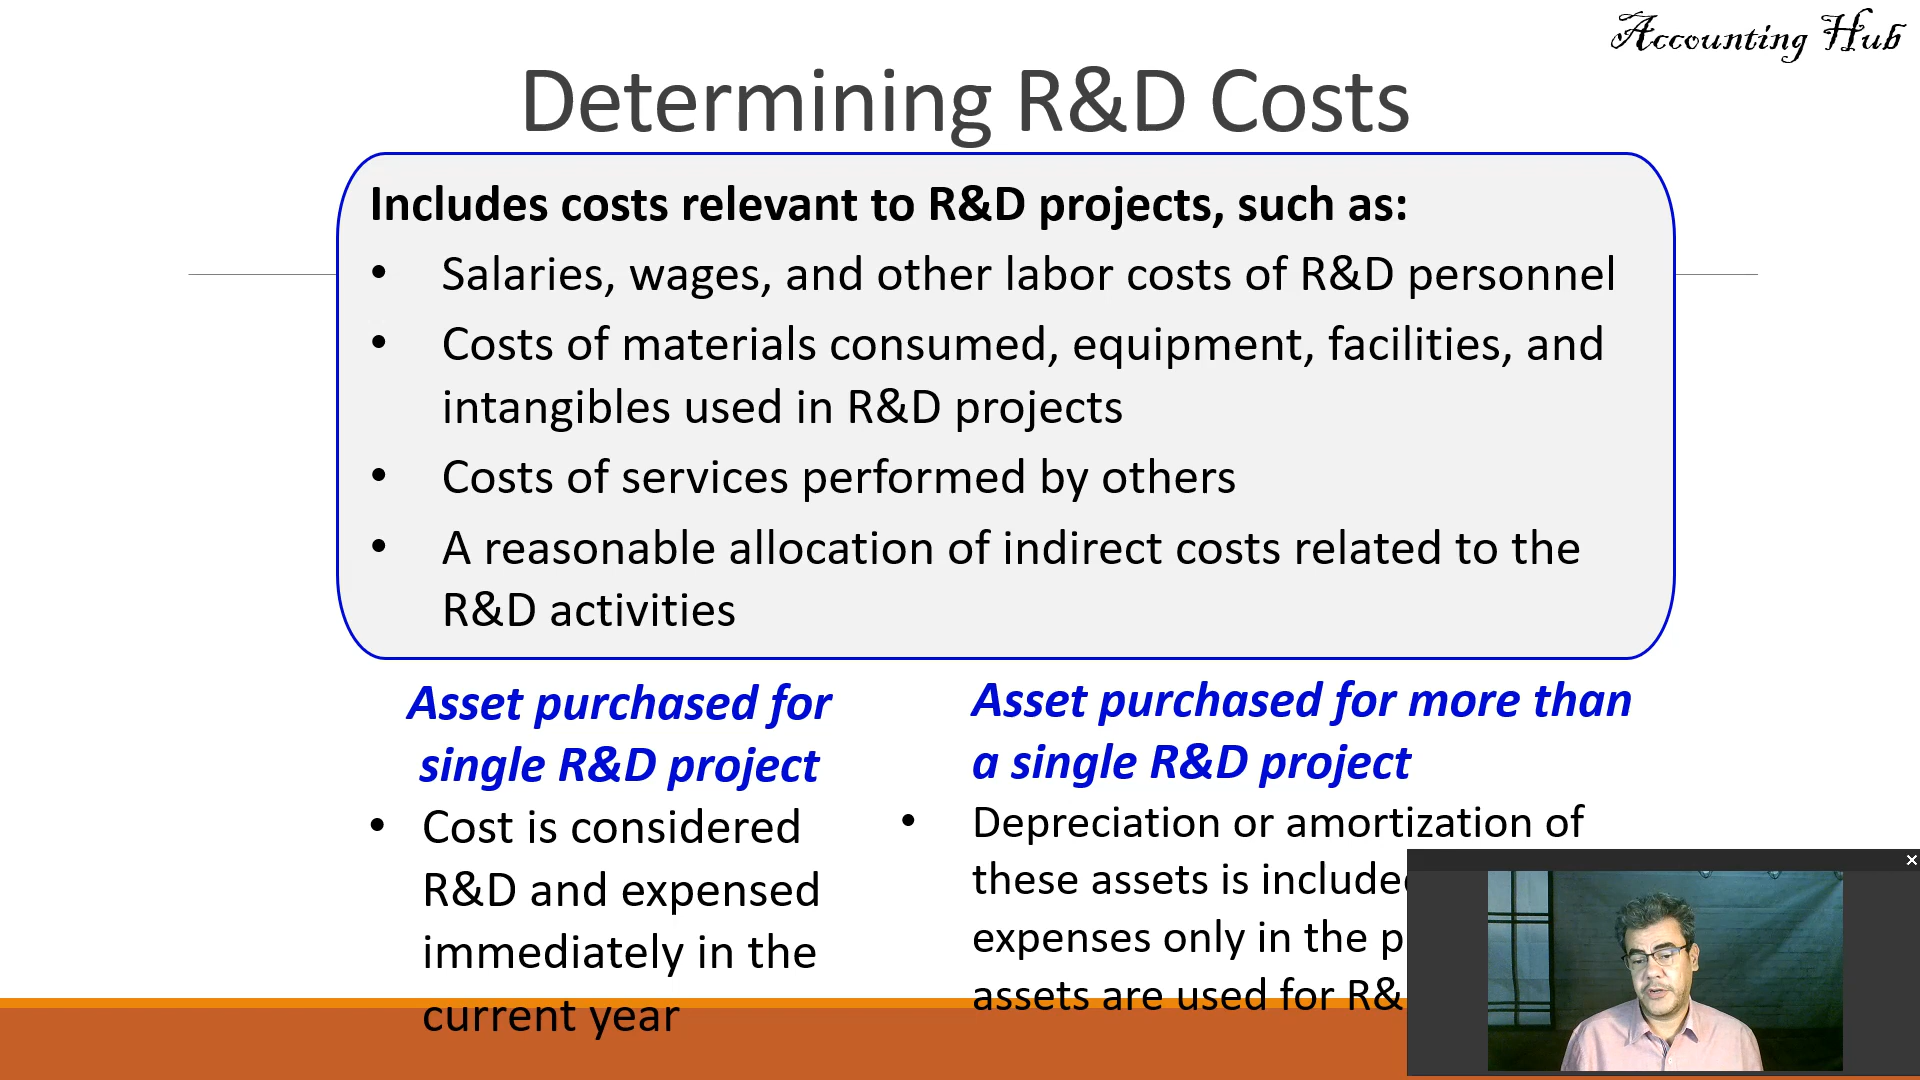 Accounting Hub
Determining R&D Costs
Includes costs relevant to R&D projects, such as:
• Salaries, wages, and other labor costs of R&D personnel
• Costs of materials consumed, equipment, facilities, and
intangibles used in R&D projects
• Costs of services performed by others
• A reasonable allocation of indirect costs related to the
R&D activities
Asset purchased for
single R&D project
• Cost is considered
R&D and expensed
immediately in the
current year
Asset purchased for more than
a single R&D project
• Depreciation or amortization of
these assets is include
expenses only in the p
assets are used for R&